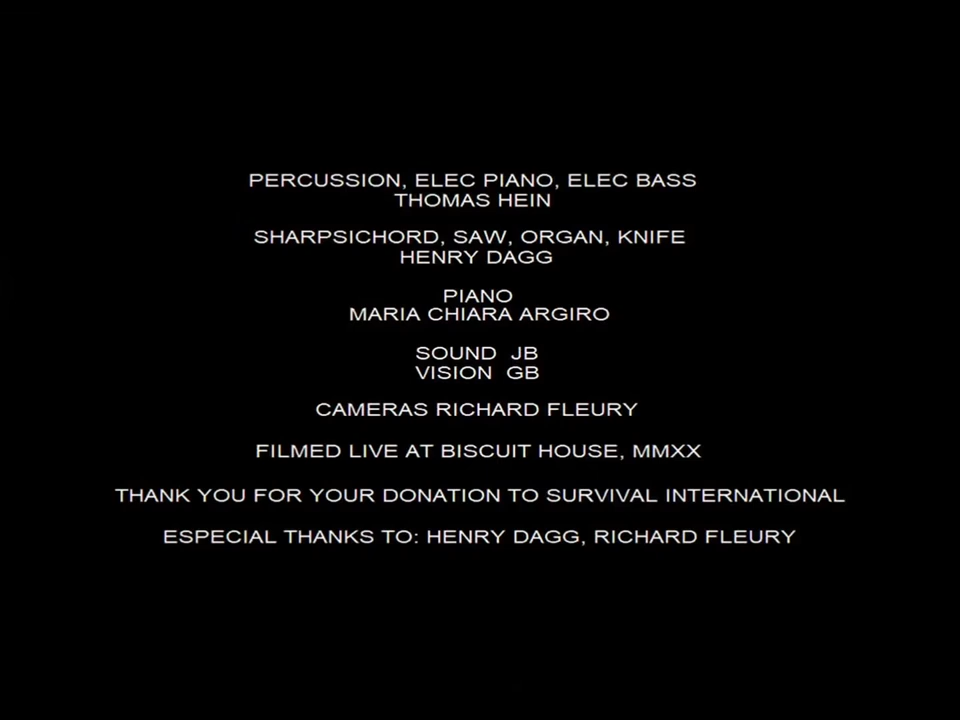 PERCUSSION, ELEC PIANO, ELEC BASS
THOMAS HEIN
SHARPSICHORD, SAW, ORGAN, KNIFE
HENRY DAGG
PIANO
MARIA CHIARA ARGIRO
SOUND JB
VISION GB
CAMERAS RICHARD FLEURY
FILMED LIVE AT BISCUIT HOUSE, MMXX
THANK YOU FOR YOUR DONATION TO SURVIVAL INTERNATIONAL
ESPECIAL THANKS TO: HENRY DAGG, RICHARD FLEURY